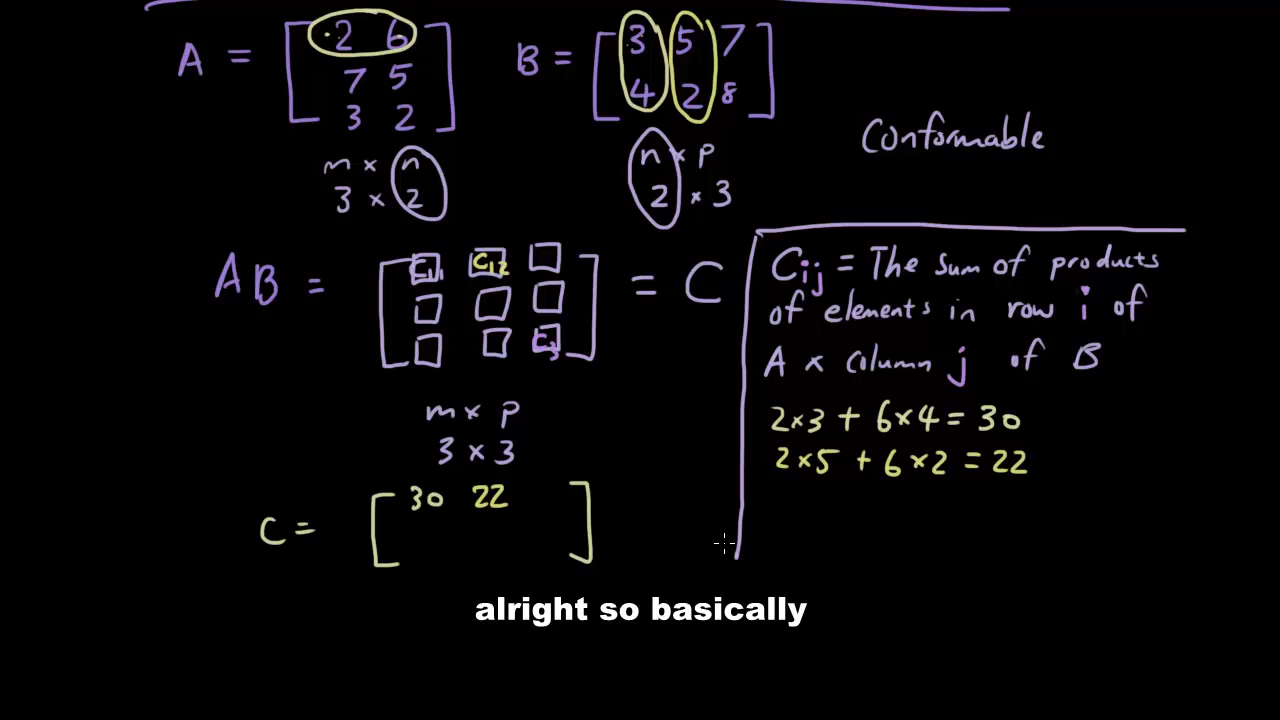 A = [ 2 6
7 5
3 2 ]
B = [ 3 5 7
4 2 8 ]
Conformable
m × n
3 × 2
n × p
2 × 3
AB = [ C11 C12 ] = C
m × p
3 × 3
C = [ 30 22 ]
Cij = The sum of products
of elements in row i of
A × column j of B
2×3 + 6×4 = 30
2×5 + 6×2 = 22
alright so basically